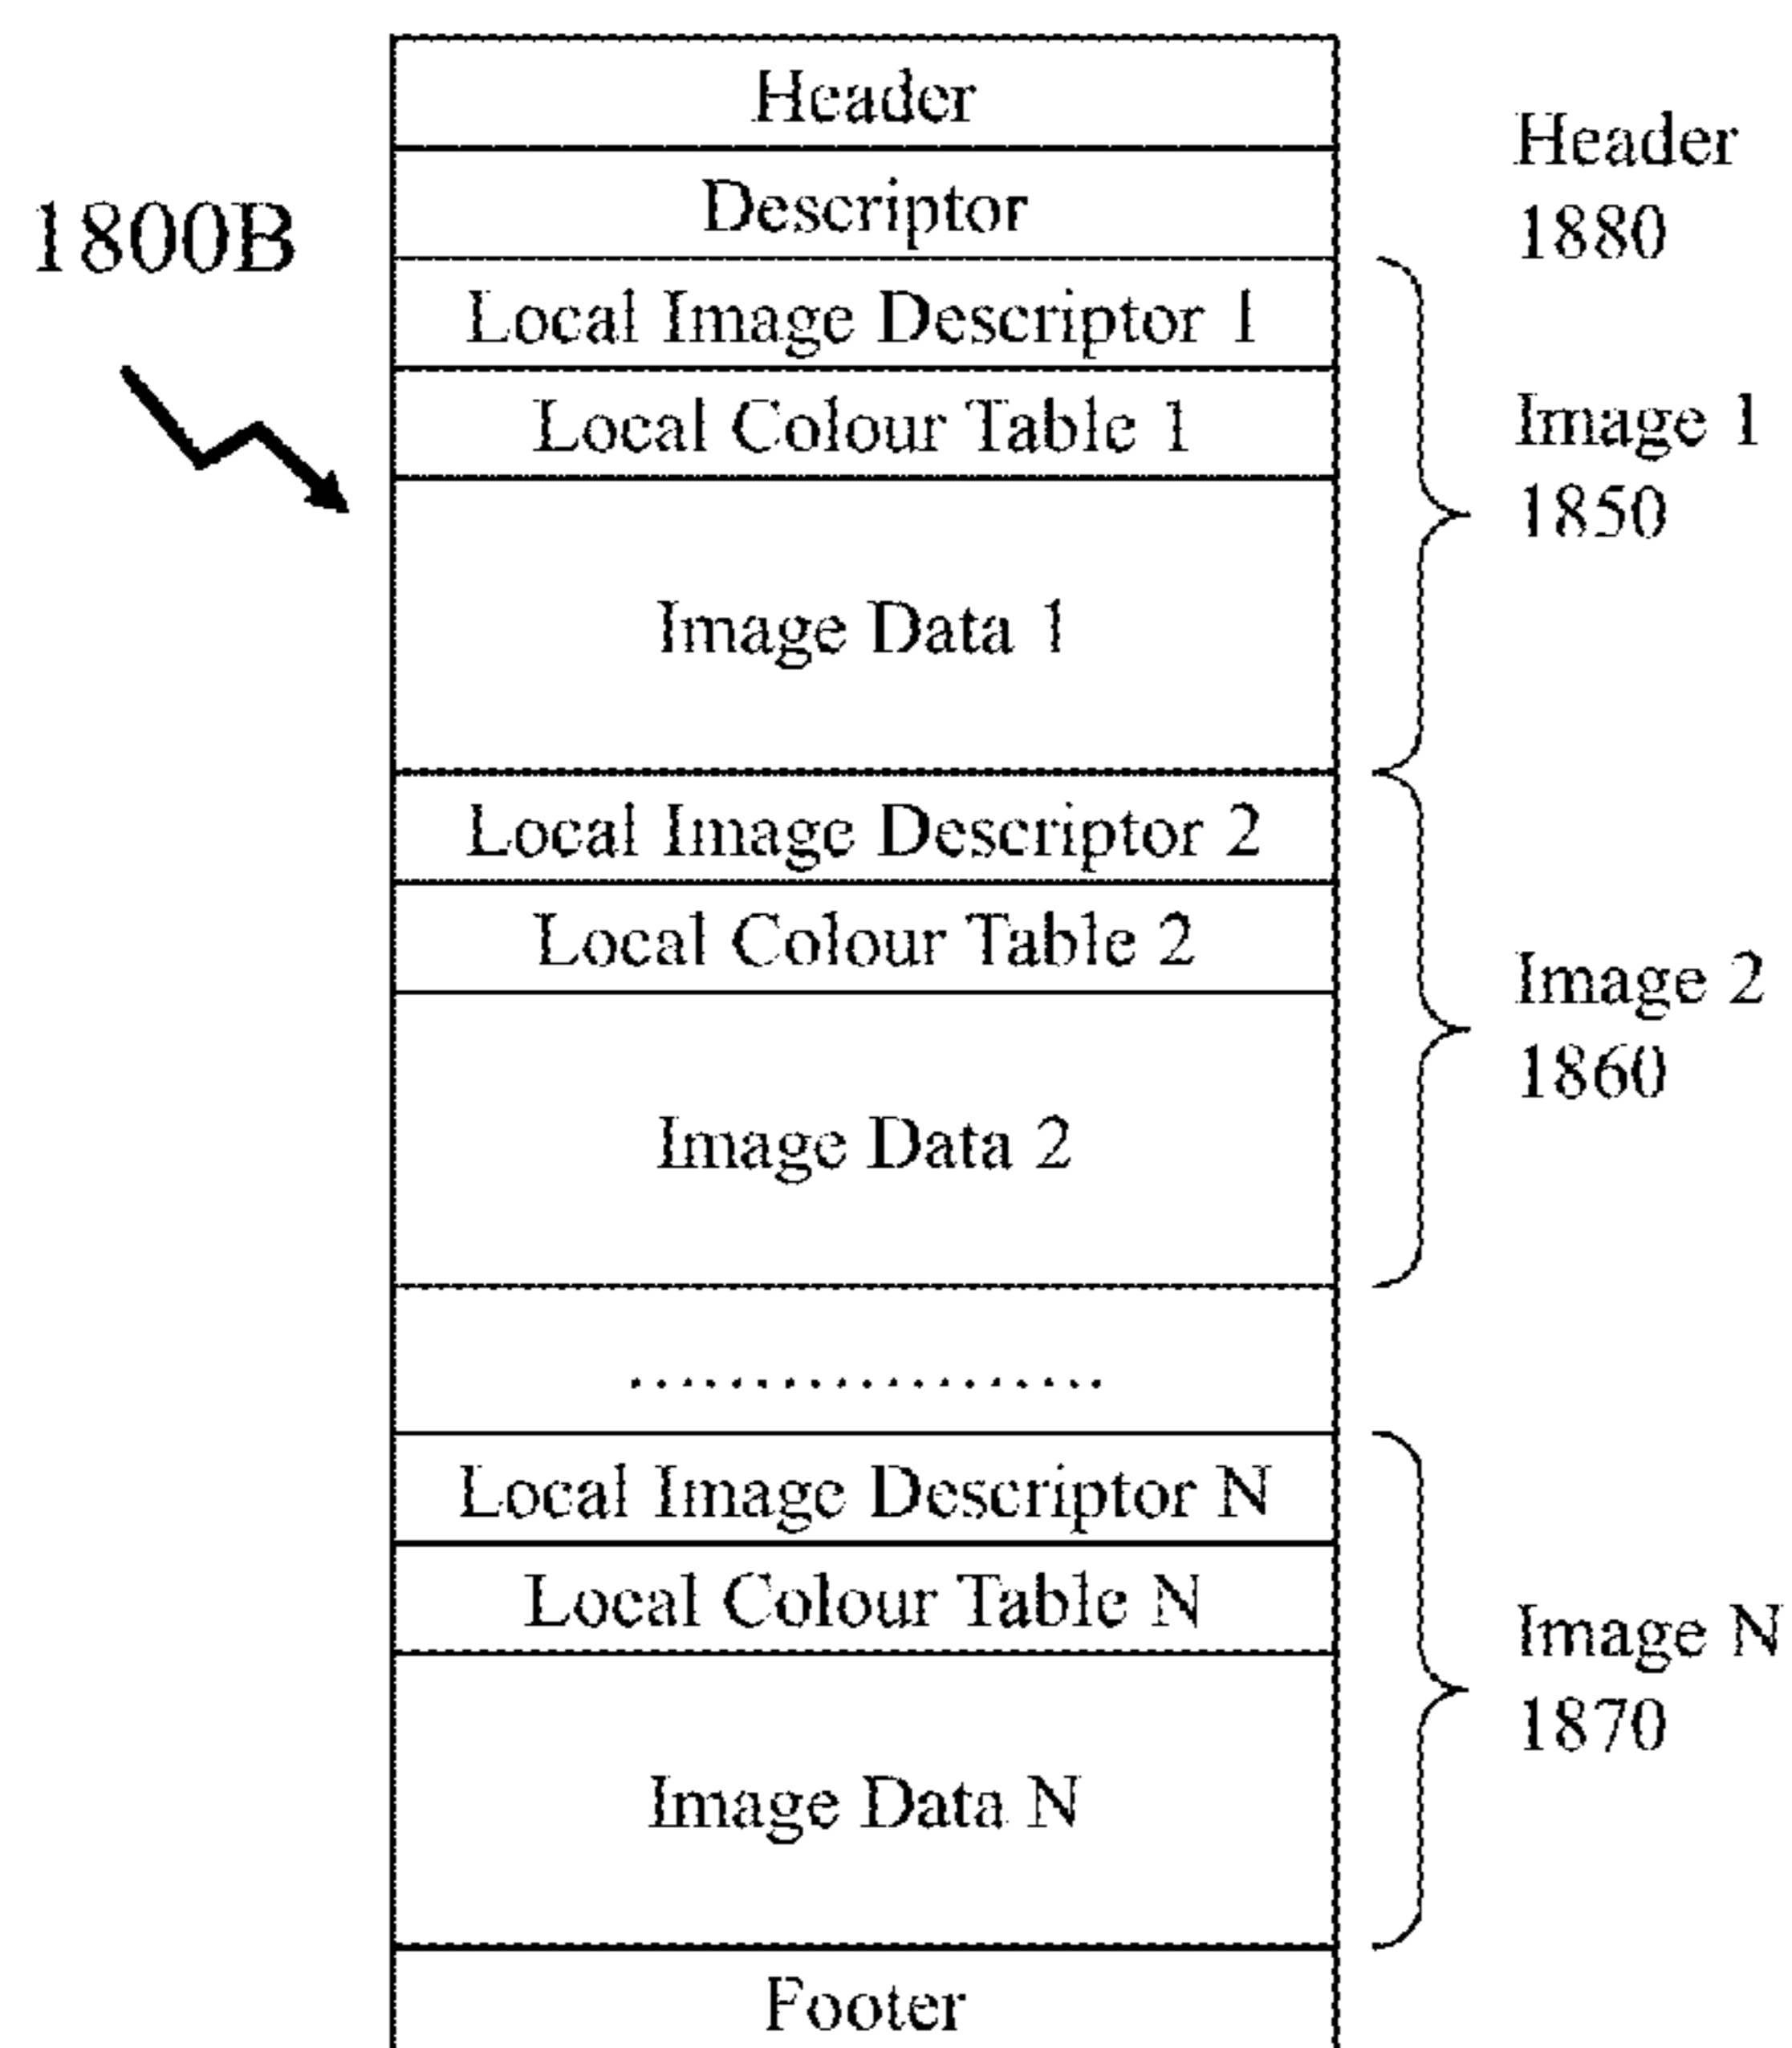 Header
Descriptor
Header
1880
1800B
Local Image Descriptor 1
Local Colour Table 1
Image 1
1850
Image Data 1
Local Image Descriptor 2
Local Colour Table 2
Image 2
1860
Image Data 2
...................
Local Image Descriptor N
Local Colour Table N
Image N
1870
Image Data N
Footer